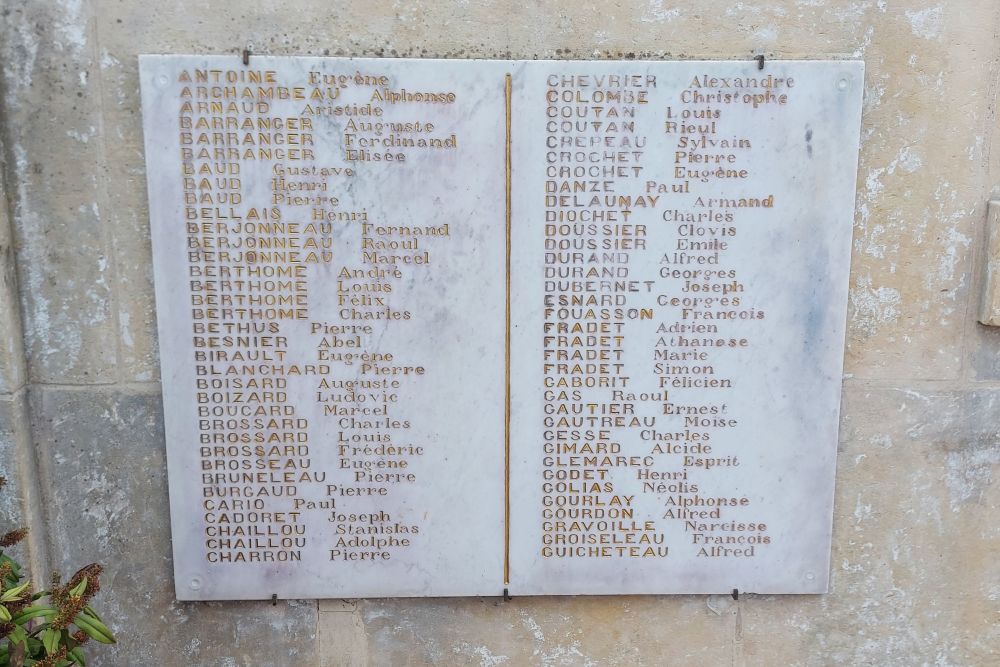 ANTOINE Eugène
ARCHAMBEAU Alphonse
ARNAUD Aristide
BARRANGER Auguste
BARRANGER Ferdinand
BARRANGER Elisée
BAUD Gustave
BAUD Henri
BAUD Pierre
BELLAIS Henri
BERJONNEAU Fernand
BERJONNEAU Raoul
BERJONNEAU Marcel
BERTHOME André
BERTHOME Louis
BERTHOME Félix
BERTHOME Charles
BETHUS Pierre
BESNIER Abel
BIRAULT Eugène
BLANCHARD Pierre
BOISARD Auguste
BOIZARD Ludovic
BOUCARD Marcel
BROSSARD Charles
BROSSARD Louis
BROSSARD Frédéric
BROSSEAU Eugène
BRUNELEAU Pierre
BURGAUD Pierre
CARIO Paul
CADORET Joseph
CHAILLOU Stanislas
CHAILLOU Adolphe
CHARRON Pierre
CHEVRIER Alexandre
COLOMBE Christophe
COUTAN Louis
COUTAN Rieul
CREPEAU Sylvain
CROCHET Pierre
CROCHET Eugène
DANZE Paul
DELAUNAY Armand
DIOCHET Charles
DOUSSIER Clovis
DOUSSIER Emile
DURAND Alfred
DURAND Georges
DUBERNET Joseph
ESNARD Georges
FOUASSON François
FRADET Adrien
FRADET Athanase
FRADET Marie
FRADET Simon
GABORIT Félicien
GAS Raoul
GAUTIER Ernest
GAUTREAU Moise
GESSE Charles
GIMARD Alcide
GLEMAREC Esprit
GODET Henri
GOLIAS Néolis
GOURLAY Alphonse
GOURDON Alfred
GRAVOILLE Narcisse
GROISELEAU François
GUICHETEAU Alfred